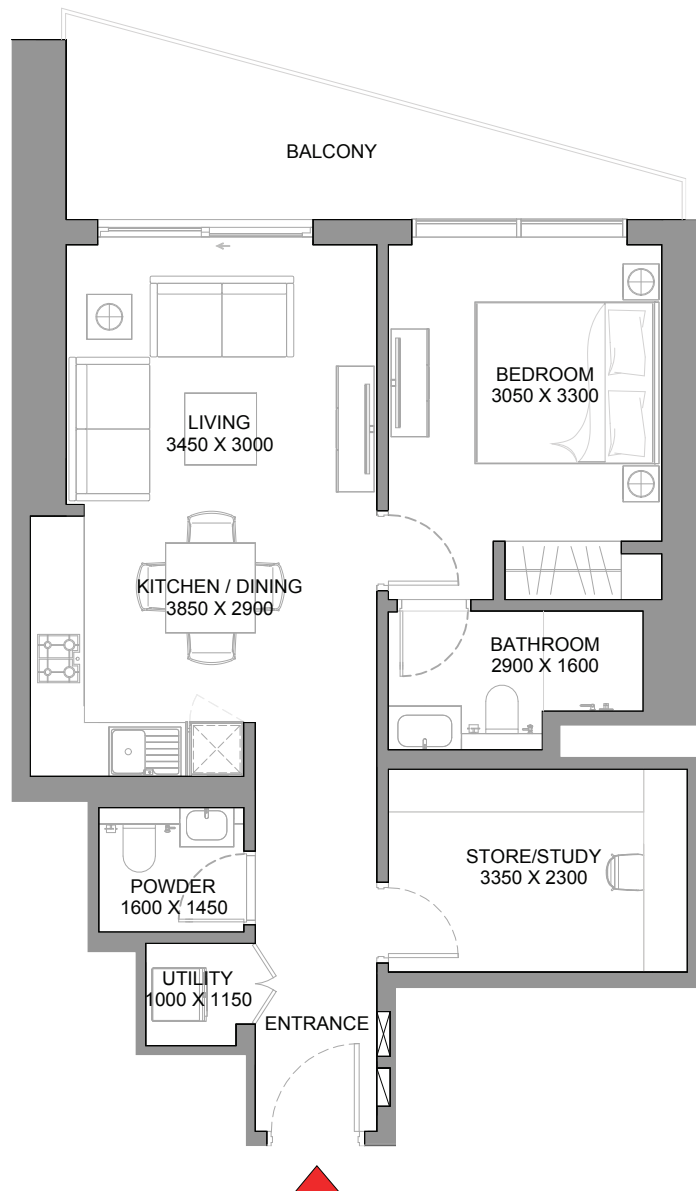 BALCONY
BEDROOM
3050 X 3300
LIVING
3450 X 3000
KITCHEN / DINING
3850 X 2900
BATHROOM
2900 X 1600
STORE/STUDY
3350 X 2300
POWDER
1600 X 1450
UTILITY
1000 X 1150
ENTRANCE